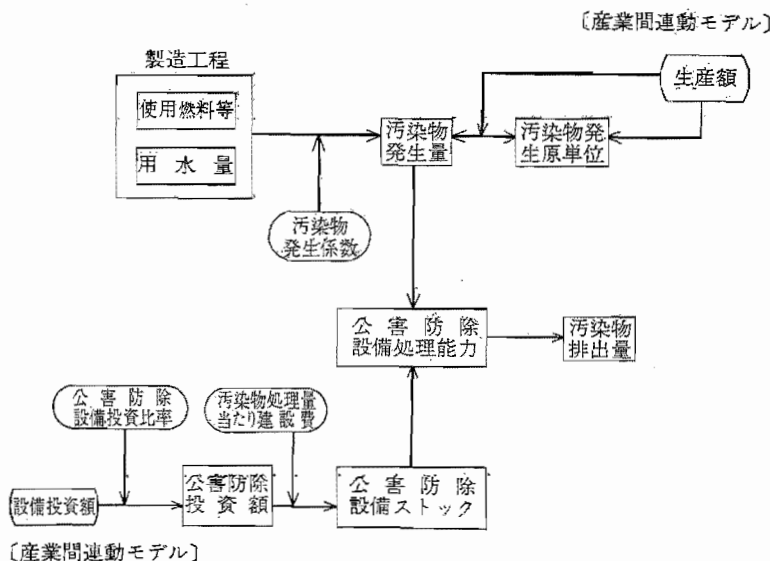 〔産業間連動モデル〕
製造工程
使用燃料等
用水量
生産額
汚染物
発生量
汚染物発
生原単位
汚染物
発生係数
公害防除
設備処理能力
汚染物
排出量
公害防除
設備投資比率
汚染物処理量
当たり建設費
設備投資額
公害防除
投資額
公害防除
設備ストック
〔産業間連動モデル〕